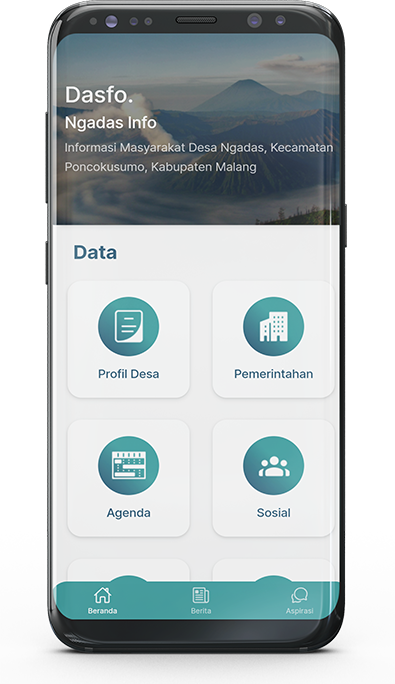 Dasfo.
Ngadas Info
Informasi Masyarakat Desa Ngadas, Kecamatan
Poncokusumo, Kabupaten Malang
Data
Profil Desa
Pemerintahan
Agenda
Sosial
Beranda
Berita
Aspirasi